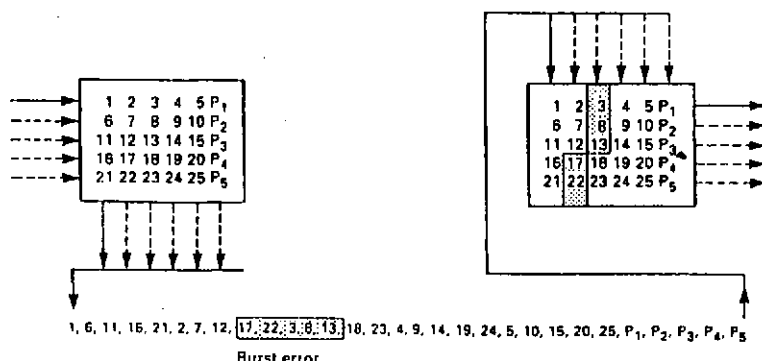 1 2 3 4 5 P1
6 7 8 9 10 P2
11 12 13 14 15 P3
16 17 18 19 20 P4
21 22 23 24 25 P5
1 2 3 4 5 P1
6 7 8 9 10 P2
11 12 13 14 15 P3
16 17 18 19 20 P4
21 22 23 24 25 P5
1, 6, 11, 16, 21, 2, 7, 12, 17, 22, 3, 8, 13, 18, 23, 4, 9, 14, 19, 24, 5, 10, 15, 20, 25, P1, P2, P3, P4, P5
Burst error